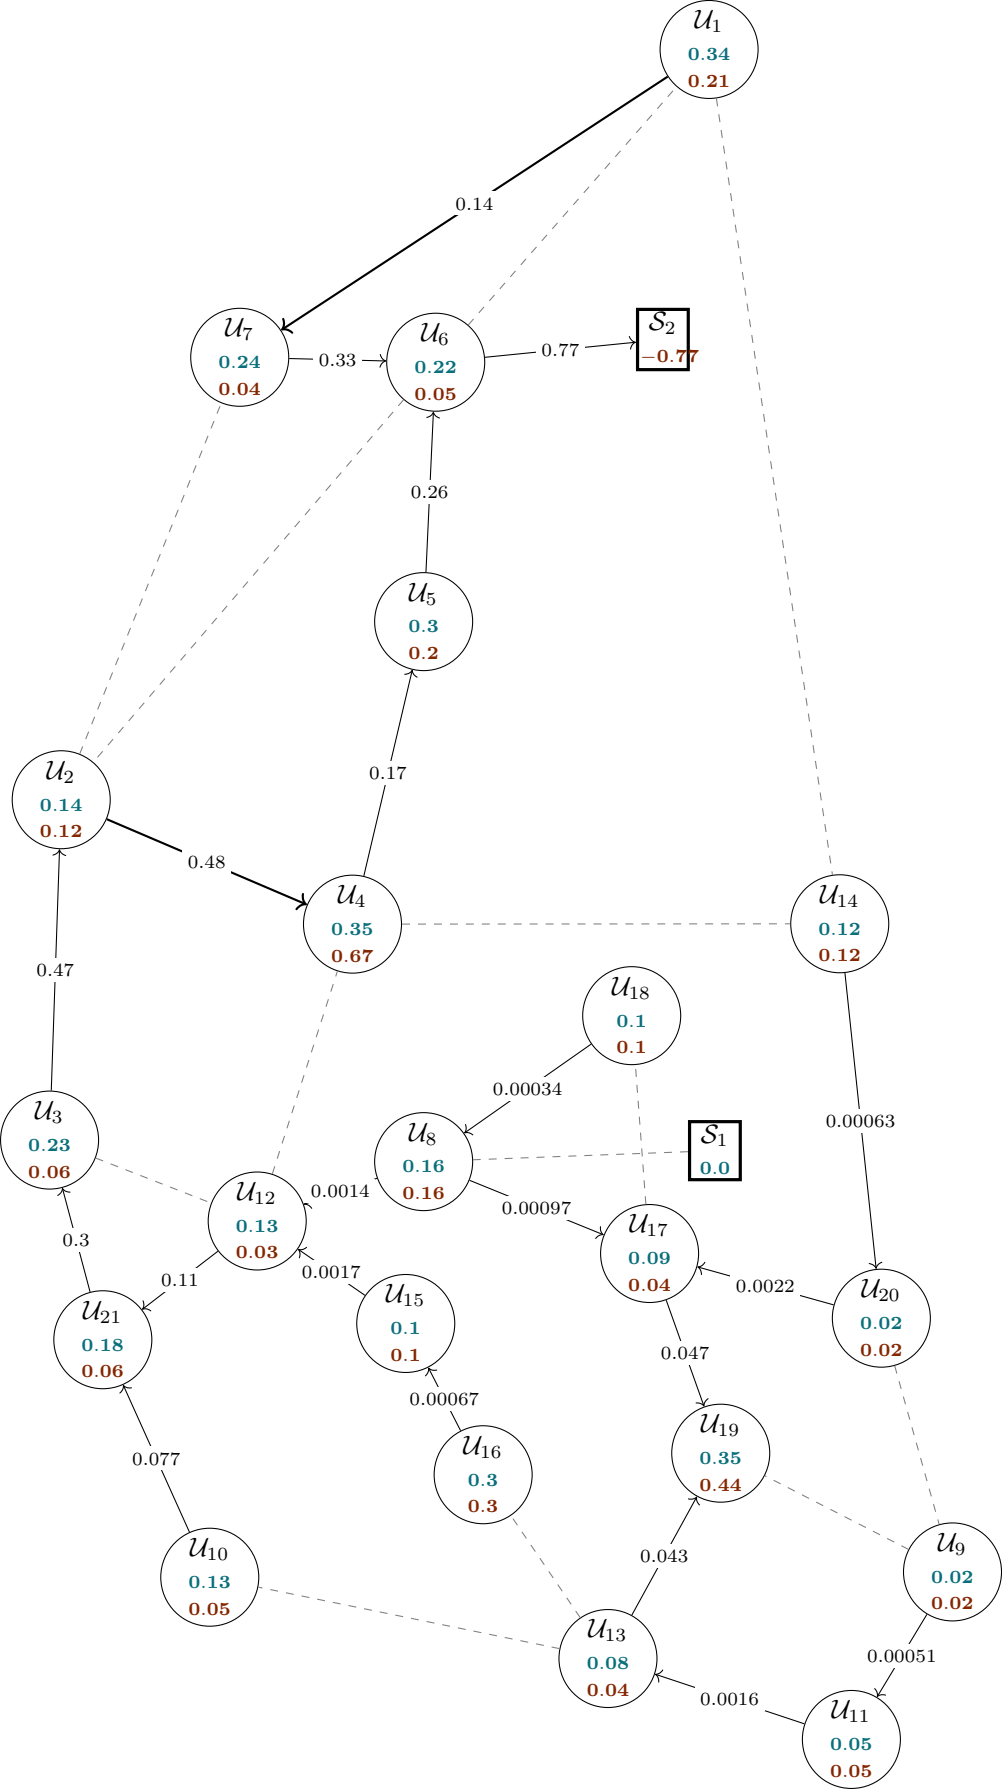 𝒰1
0.34
0.21
0.14
𝒰7
0.24
0.04
0.33
𝒰6
0.22
0.05
0.77
𝒮2
−0.77
0.26
𝒰5
0.3
0.2
0.17
𝒰2
0.14
0.12
0.48
𝒰4
0.35
0.67
𝒰14
0.12
0.12
0.47
𝒰18
0.1
0.1
0.00034
0.00063
𝒰3
0.23
0.06
𝒰8
0.16
0.16
𝒮1
0.0
𝒰12
0.13
0.03
0.0014
0.00097
𝒰17
0.09
0.04
0.3
0.11
0.0017
0.0022
𝒰21
0.18
0.06
𝒰15
0.1
0.1
𝒰20
0.02
0.02
0.047
0.00067
𝒰19
0.35
0.44
0.077
𝒰16
0.3
0.3
0.043
𝒰10
0.13
0.05
𝒰9
0.02
0.02
𝒰13
0.08
0.04
0.00051
0.0016
𝒰11
0.05
0.05